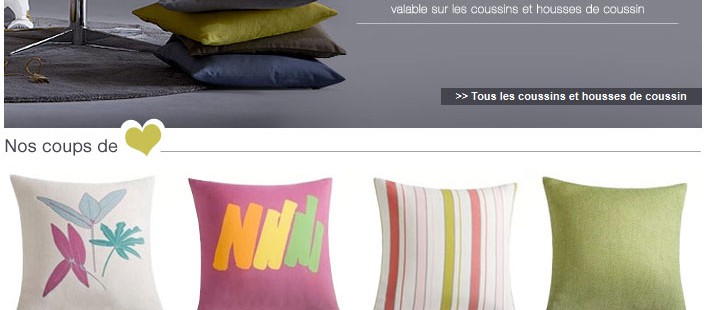 valable sur les coussins et housses de coussin
>> Tous les coussins et housses de coussin
Nos coups de